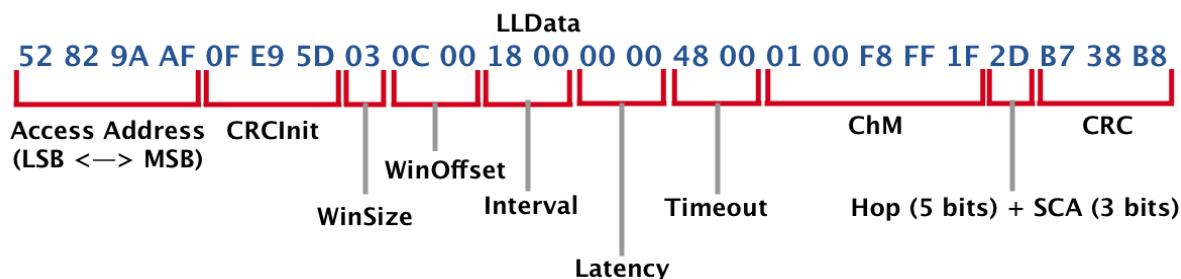 LLData
52 82 9A AF 0F E9 5D 03 0C 00 18 00 00 00 48 00 01 00 F8 FF 1F 2D B7 38 B8
Access Address
(LSB <—> MSB)
CRCInit
WinSize
WinOffset
Interval
Latency
Timeout
ChM
Hop (5 bits) + SCA (3 bits)
CRC